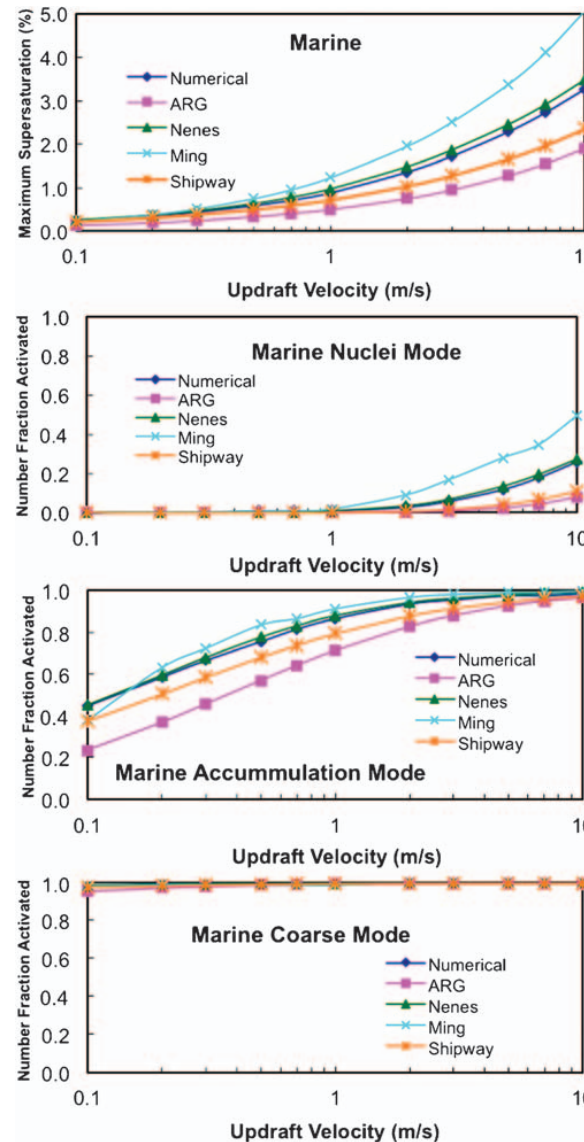 Maximum Supersaturation (%)
5.0
4.0
3.0
2.0
1.0
0.0
Marine
Numerical
ARG
Nenes
Ming
Shipway
0.1
1
Updraft Velocity (m/s)
Number Fraction Activated
1.0
0.8
0.6
0.4
0.2
0.0
Marine Nuclei Mode
Numerical
ARG
Nenes
Ming
Shipway
0.1
1
10
Updraft Velocity (m/s)
Number Fraction Activated
1.0
0.8
0.6
0.4
0.2
0.0
Numerical
ARG
Nenes
Ming
Shipway
Marine Accummulation Mode
0.1
1
10
Updraft Velocity (m/s)
Number Fraction Activated
1.0
0.8
0.6
0.4
0.2
0.0
Marine Coarse Mode
Numerical
ARG
Nenes
Ming
Shipway
0.1
1
Updraft Velocity (m/s)